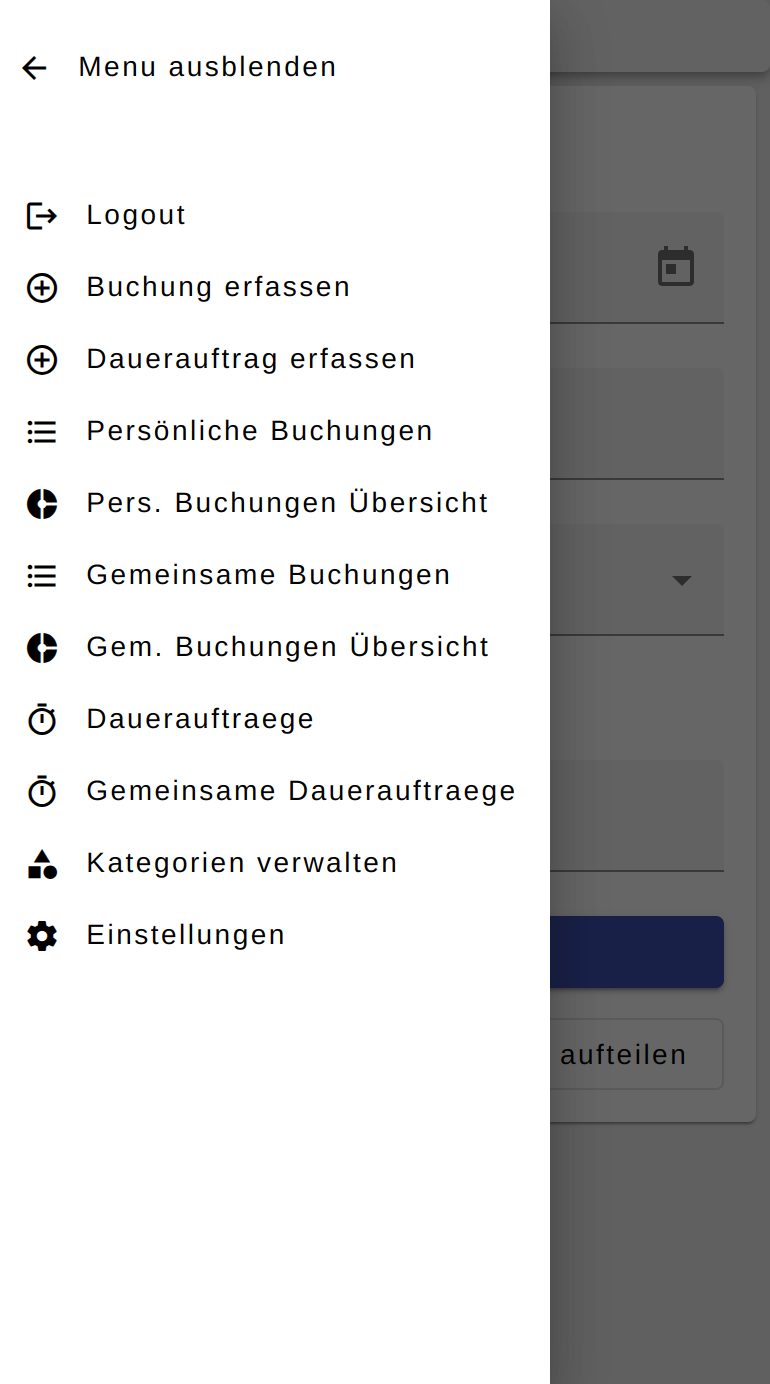 Menu ausblenden
Logout
Buchung erfassen
Dauerauftrag erfassen
Persönliche Buchungen
Pers. Buchungen Übersicht
Gemeinsame Buchungen
Gem. Buchungen Übersicht
Dauerauftraege
Gemeinsame Dauerauftraege
Kategorien verwalten
Einstellungen
aufteilen